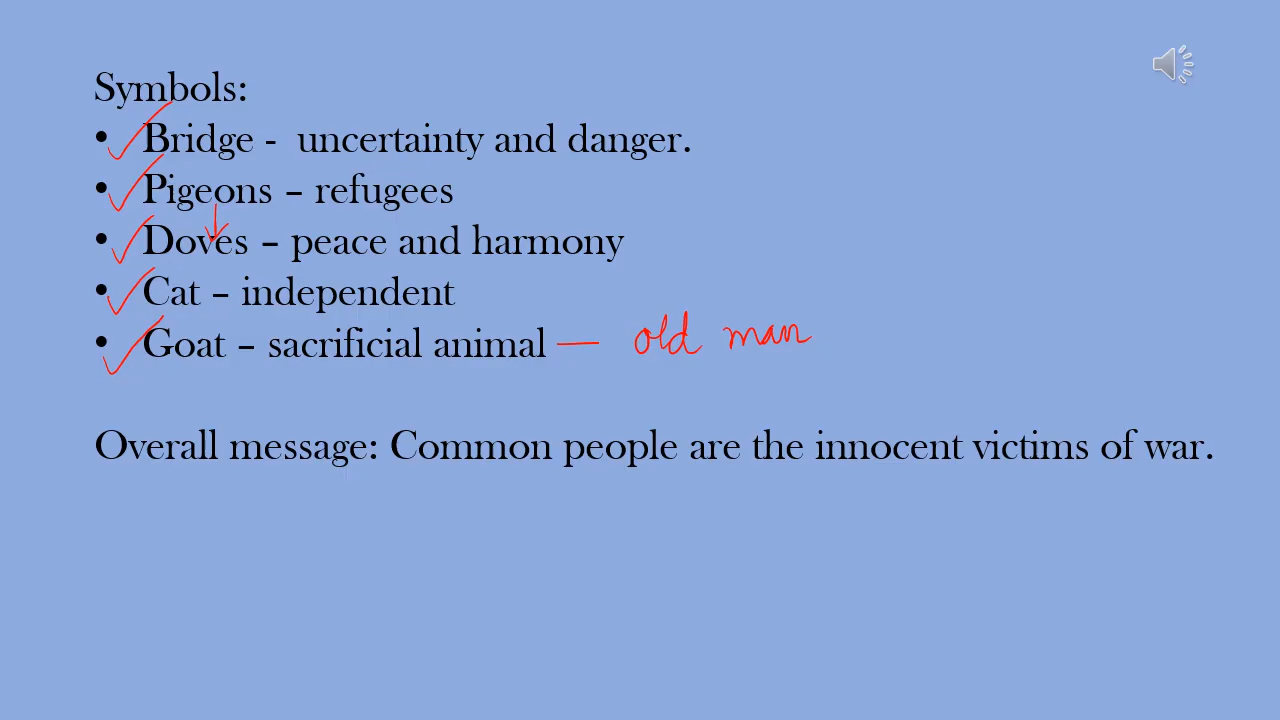 Symbols:
• Bridge - uncertainty and danger.
• Pigeons – refugees
• Doves – peace and harmony
• Cat – independent
• Goat – sacrificial animal — old man
Overall message: Common people are the innocent victims of war.